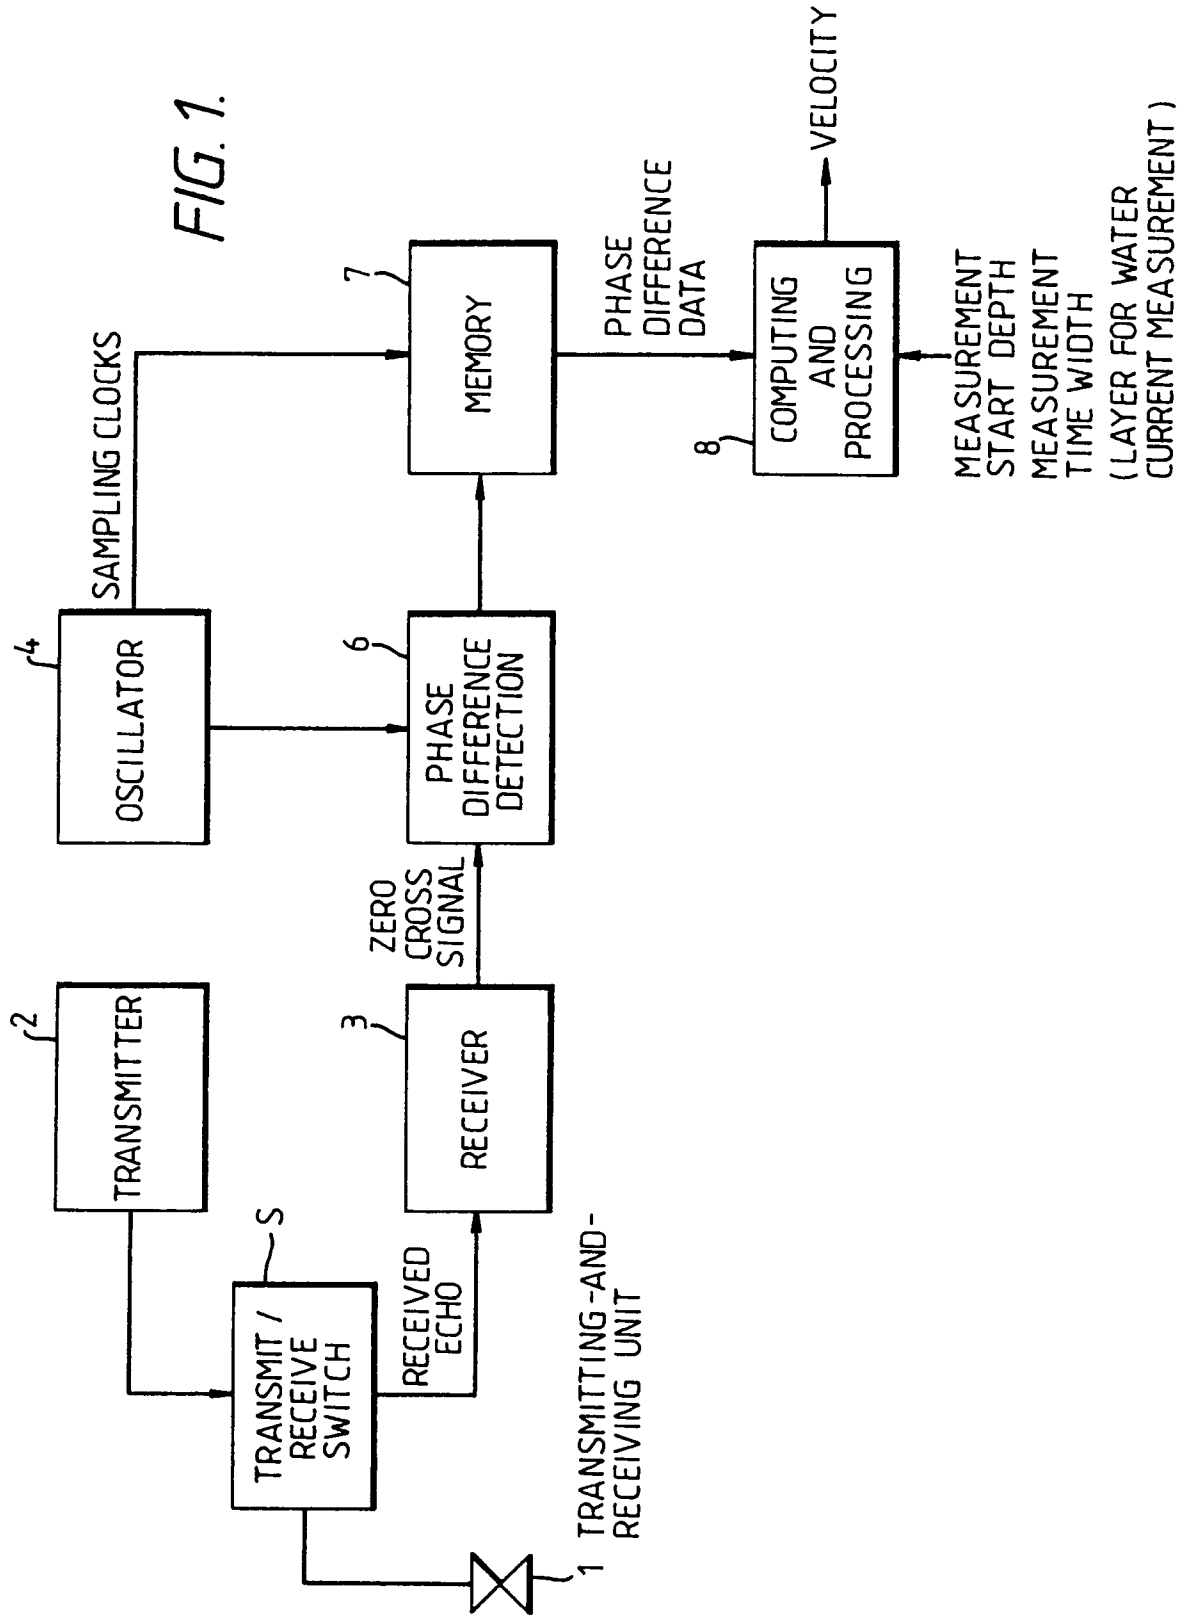 FIG. 1.
2
TRANSMITTER
4
OSCILLATOR
SAMPLING CLOCKS
S
TRANSMIT /
RECEIVE
SWITCH
RECEIVED
ECHO
3
RECEIVER
ZERO
CROSS
SIGNAL
6
PHASE
DIFFERENCE
DETECTION
7
MEMORY
1 TRANSMITTING-AND-
RECEIVING UNIT
PHASE
DIFFERENCE
DATA
8
COMPUTING
AND
PROCESSING
VELOCITY
MEASUREMENT
START DEPTH
MEASUREMENT
TIME WIDTH
(LAYER FOR WATER
CURRENT MEASUREMENT)